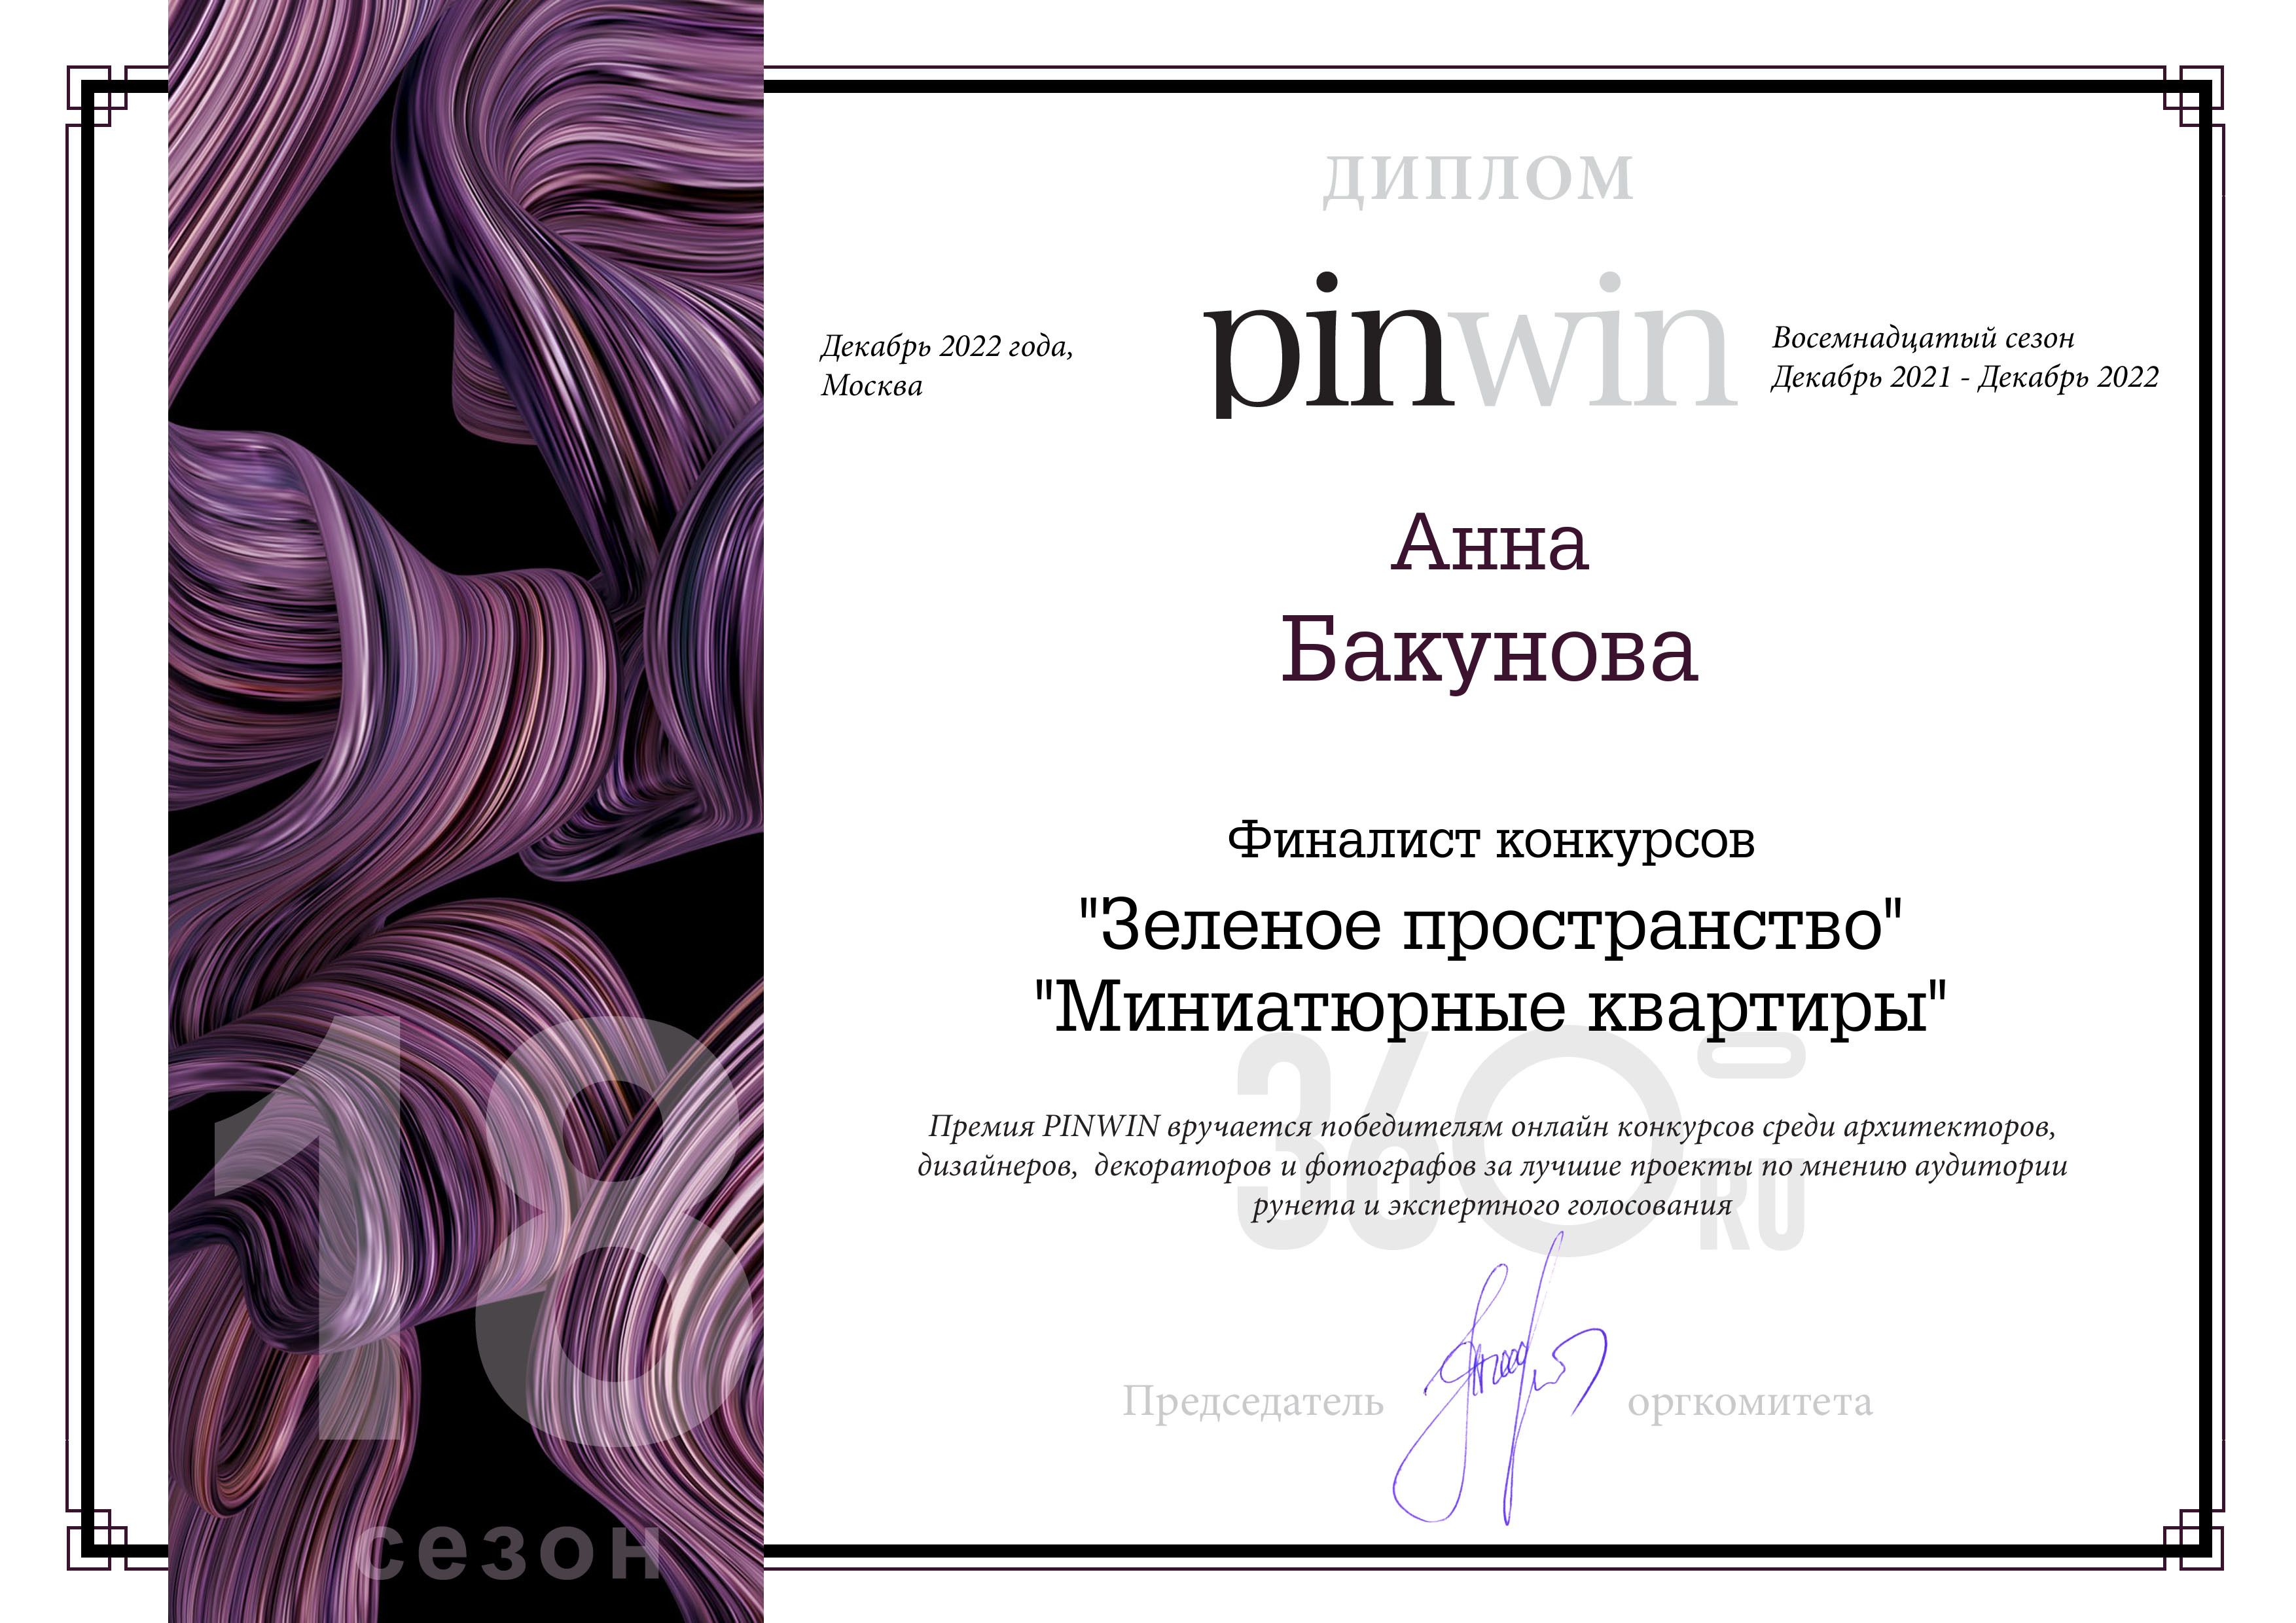 ДИПЛОМ
pinwin
Декабрь 2022 года,
Москва
Восемнадцатый сезон
Декабрь 2021 - Декабрь 2022
Анна
Бакунова
Финалист конкурсов
"Зеленое пространство"
"Миниатюрные квартиры"
360 RU
Премия PINWIN вручается победителям онлайн конкурсов среди архитекторов,
дизайнеров,  декораторов и фотографов за лучшие проекты по мнению аудитории
рунета и экспертного голосования
Председатель оргкомитета
18
сезон